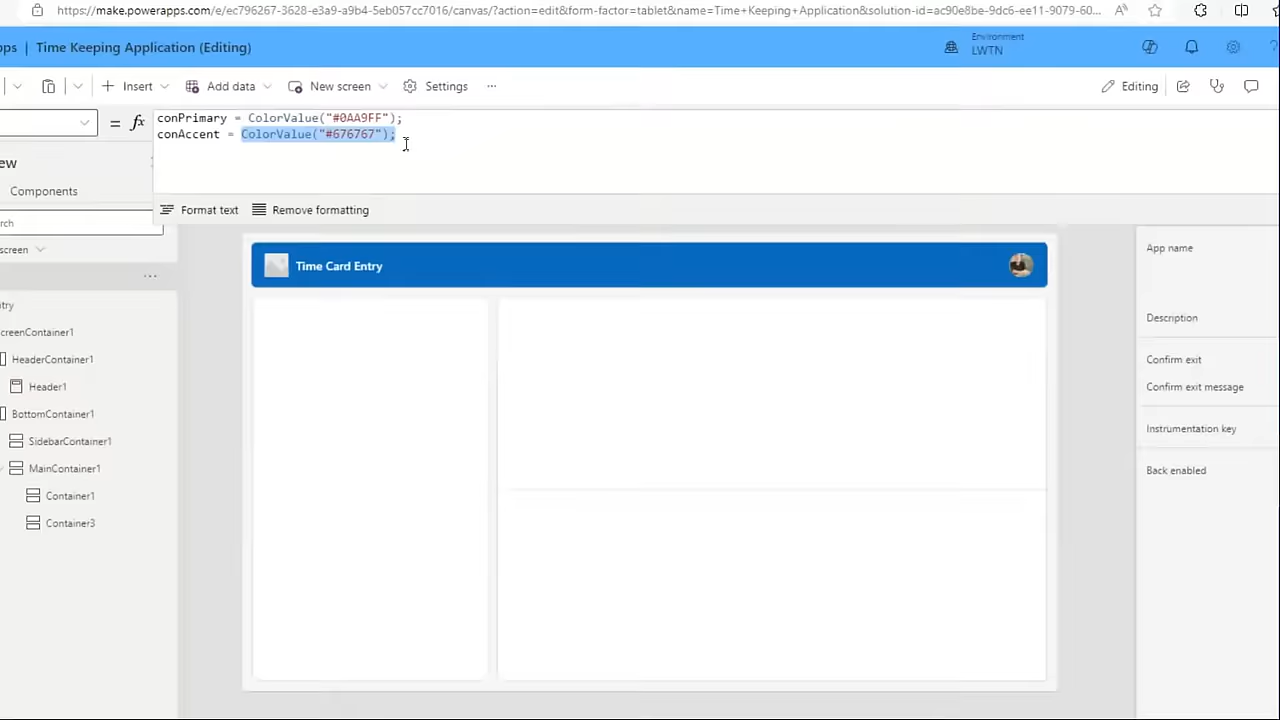 https://make.powerapps.com/e/ec796267-3628-e3a9-a9b4-5eb057cc7016/canvas/?action=edit&form-factor=tablet&name=Time+Keeping+Application&solution-id=ac90e8be-9dc6-ee11-9079-60...
ps | Time Keeping Application (Editing)
Environment
LWTN
Insert
Add data
New screen
Settings
...
Editing
= fx
conPrimary = ColorValue("#0AA9FF");
conAccent = ColorValue("#676767");
ew
Components
Format text
Remove formatting
rch
screen
...
try
creenContainer1
HeaderContainer1
Header1
BottomContainer1
SidebarContainer1
MainContainer1
Container1
Container3
Time Card Entry
App name
Description
Confirm exit
Confirm exit message
Instrumentation key
Back enabled